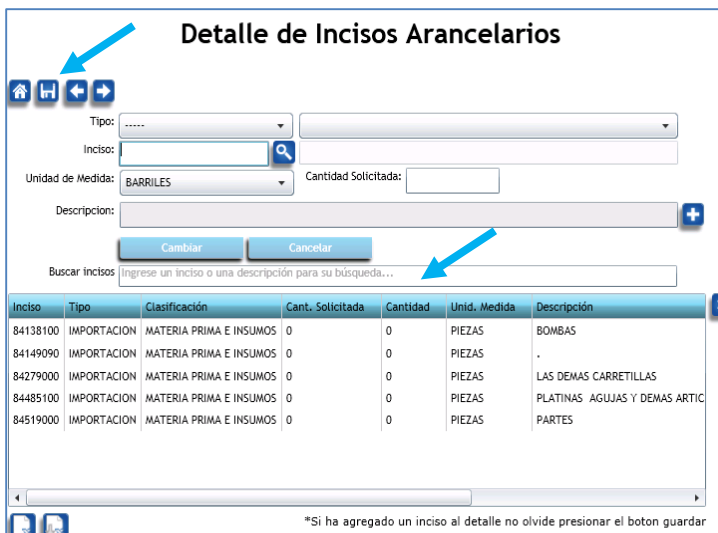 Detalle de Incisos Arancelarios
Tipo: -----
Inciso:
Unidad de Medida: BARRILES Cantidad Solicitada:
Descripcion:
Cambiar Cancelar
Buscar incisos Ingrese un inciso o una descripción para su búsqueda...
Inciso Tipo Clasificación Cant. Solicitada Cantidad Unid. Medida Descripción
84138100 IMPORTACION MATERIA PRIMA E INSUMOS 0 0 PIEZAS BOMBAS
84149090 IMPORTACION MATERIA PRIMA E INSUMOS 0 0 PIEZAS .
84279000 IMPORTACION MATERIA PRIMA E INSUMOS 0 0 PIEZAS LAS DEMAS CARRETILLAS
84485100 IMPORTACION MATERIA PRIMA E INSUMOS 0 0 PIEZAS PLATINAS AGUJAS Y DEMAS ARTIC
84519000 IMPORTACION MATERIA PRIMA E INSUMOS 0 0 PIEZAS PARTES
*Si ha agregado un inciso al detalle no olvide presionar el boton guardar